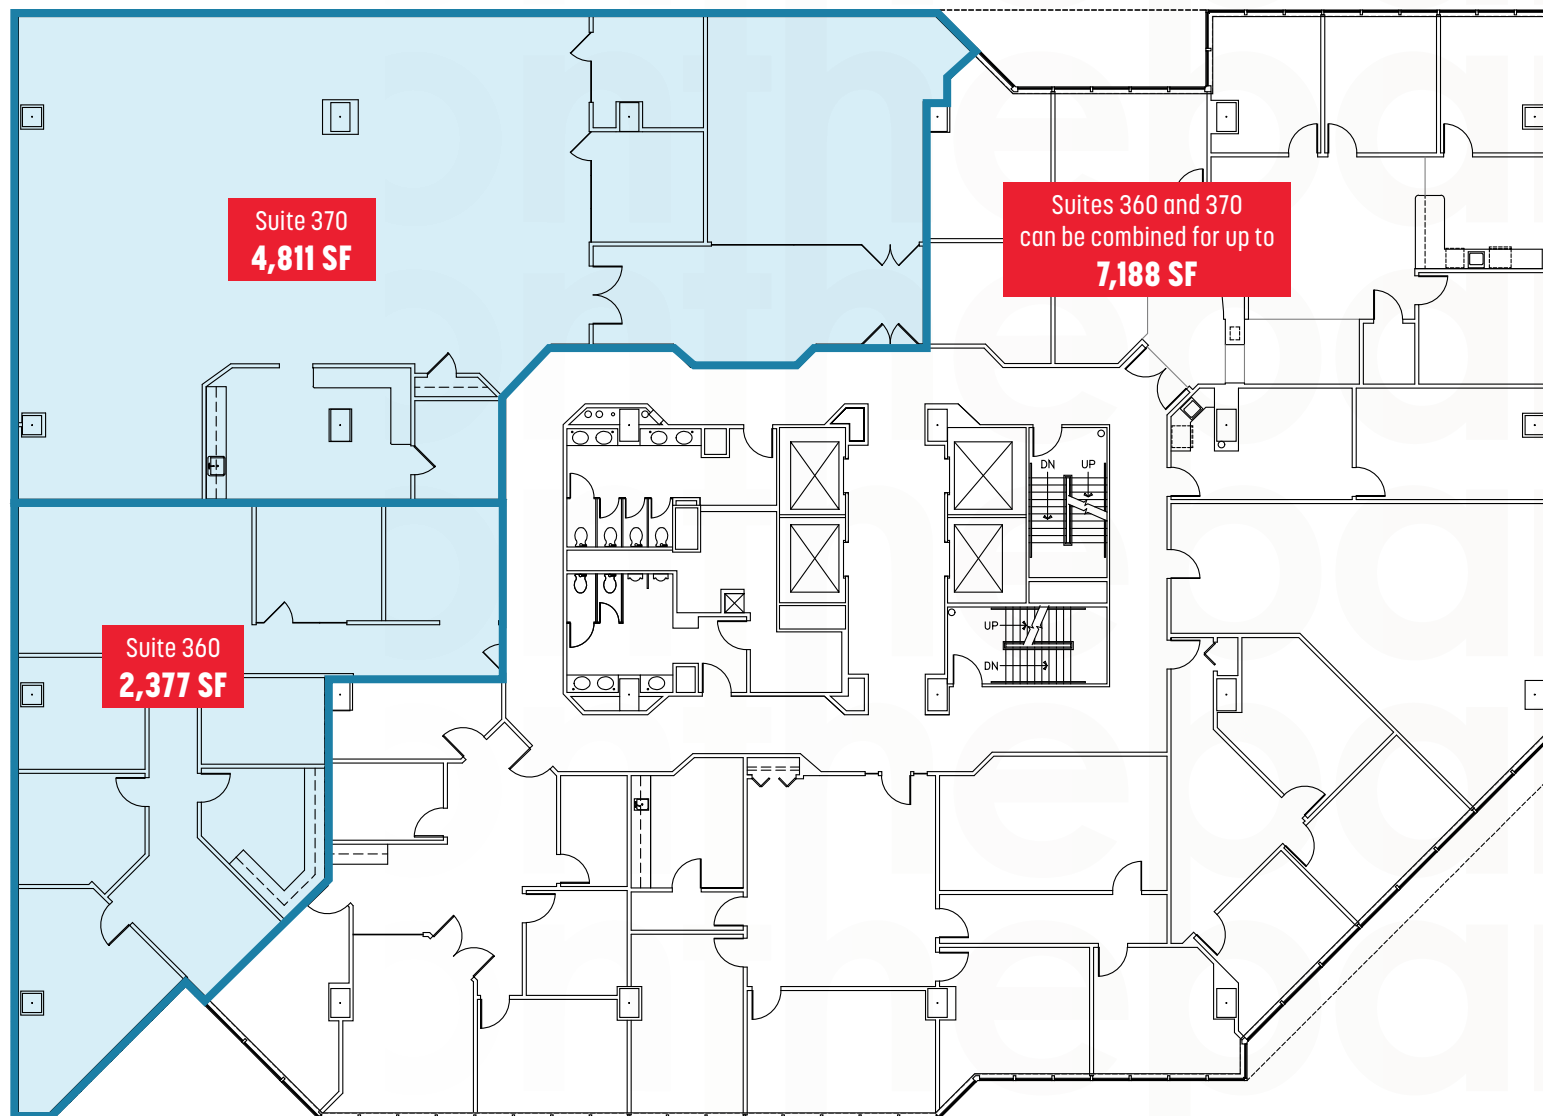 Suite 370
4,811 SF
Suites 360 and 370
can be combined for up to
7,188 SF
DN
UP
UP
DN
Suite 360
2,377 SF